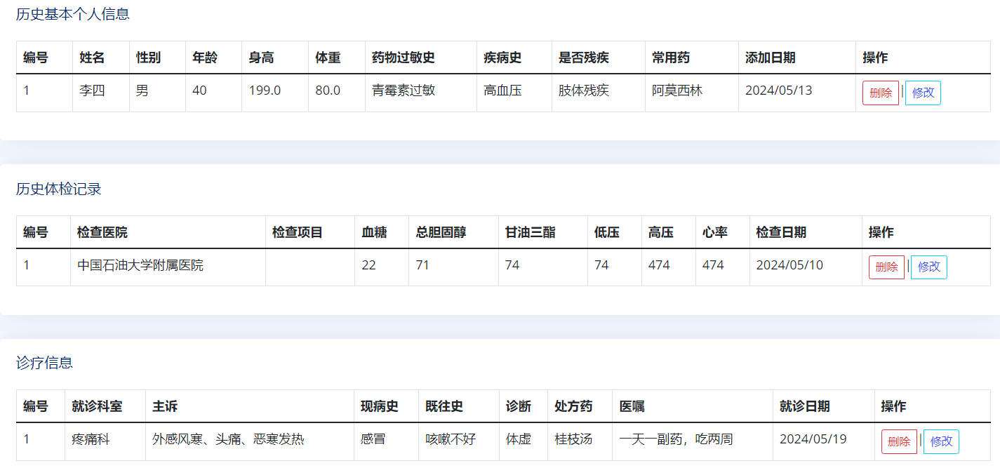 历史基本个人信息
编号 姓名 性别 年龄 身高 体重 药物过敏史 疾病史 是否残疾 常用药 添加日期 操作
1 李四 男 40 199.0 80.0 青霉素过敏 高血压 肢体残疾 阿莫西林 2024/05/13 删除 | 修改
历史体检记录
编号 检查医院 检查项目 血糖 总胆固醇 甘油三酯 低压 高压 心率 检查日期 操作
1 中国石油大学附属医院 22 71 74 74 474 474 2024/05/10 删除 | 修改
诊疗信息
编号 就诊科室 主诉 现病史 既往史 诊断 处方药 医嘱 就诊日期 操作
1 疼痛科 外感风寒、头痛、恶寒发热 感冒 咳嗽不好 体虚 桂枝汤 一天一副药，吃两周 2024/05/19 删除 | 修改